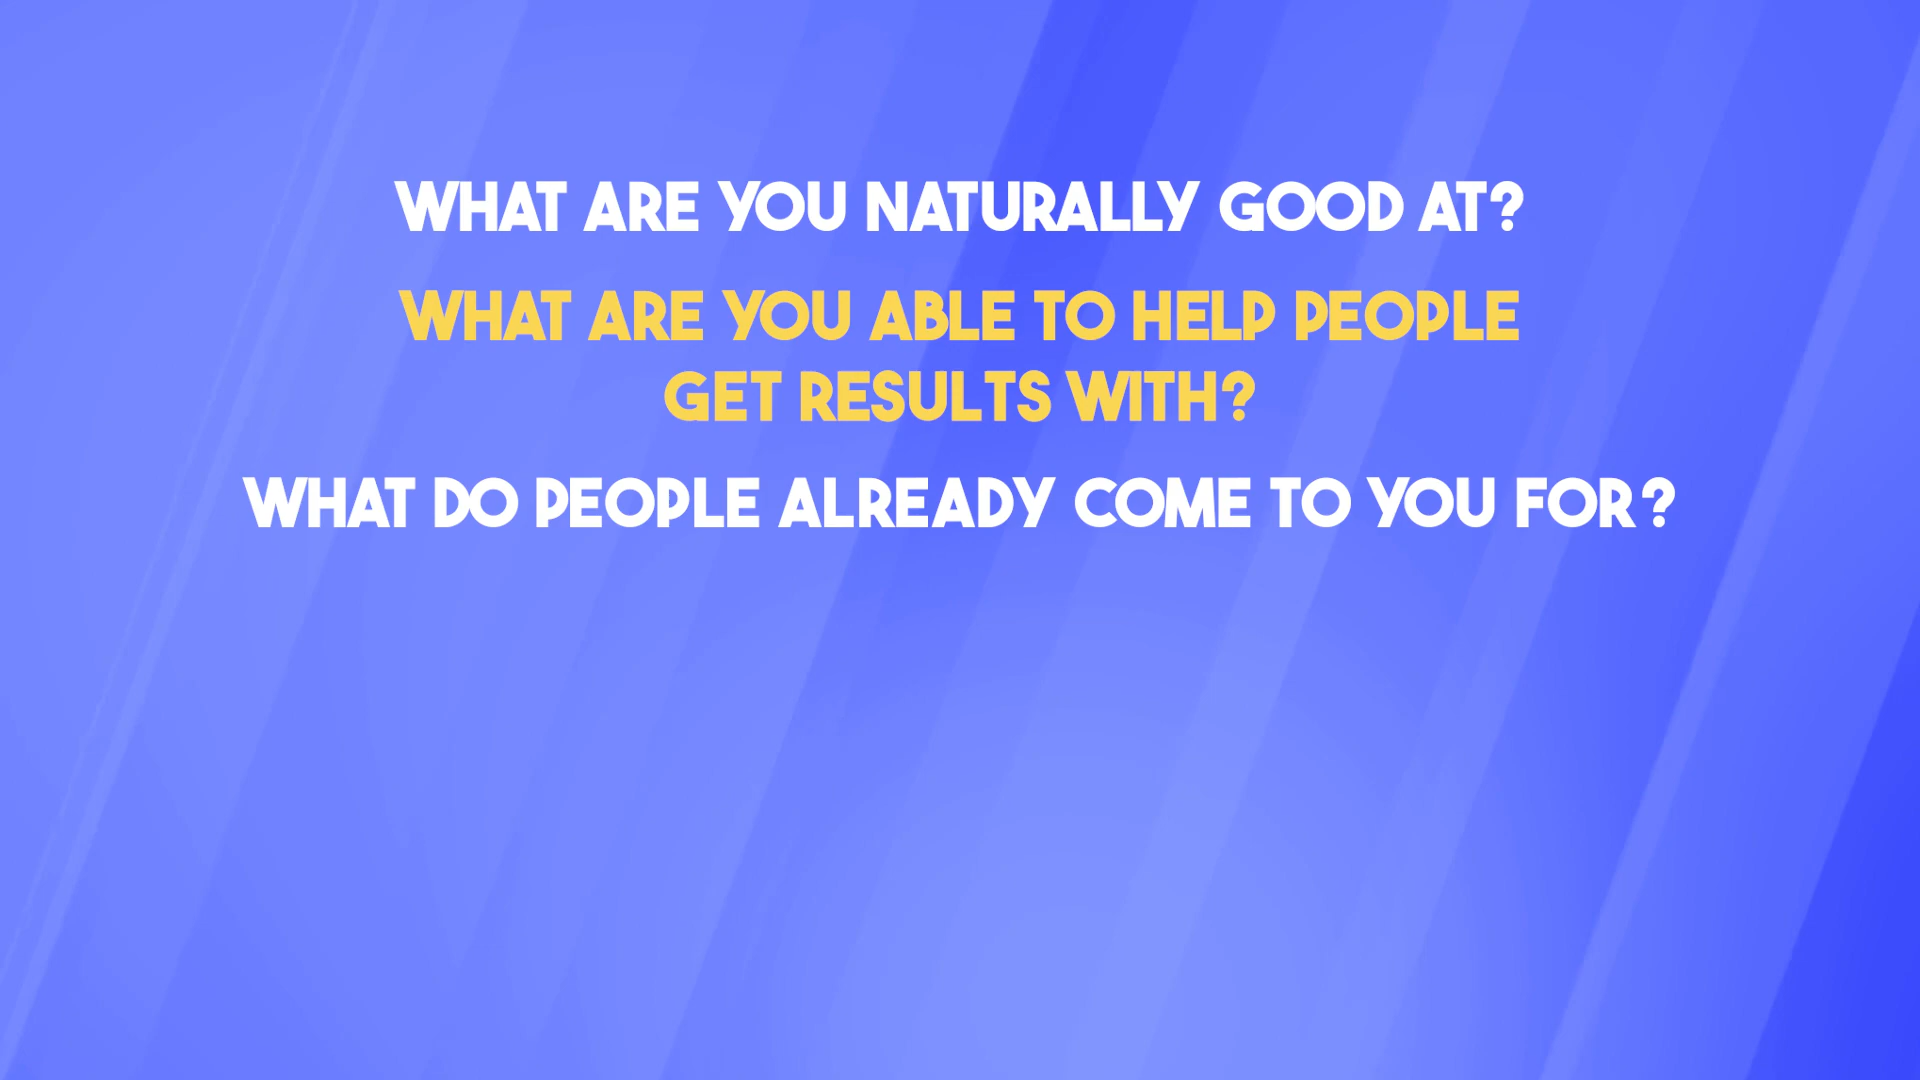 WHAT ARE YOU NATURALLY GOOD AT?
WHAT ARE YOU ABLE TO HELP PEOPLE
GET RESULTS WITH?
WHAT DO PEOPLE ALREADY COME TO YOU FOR?